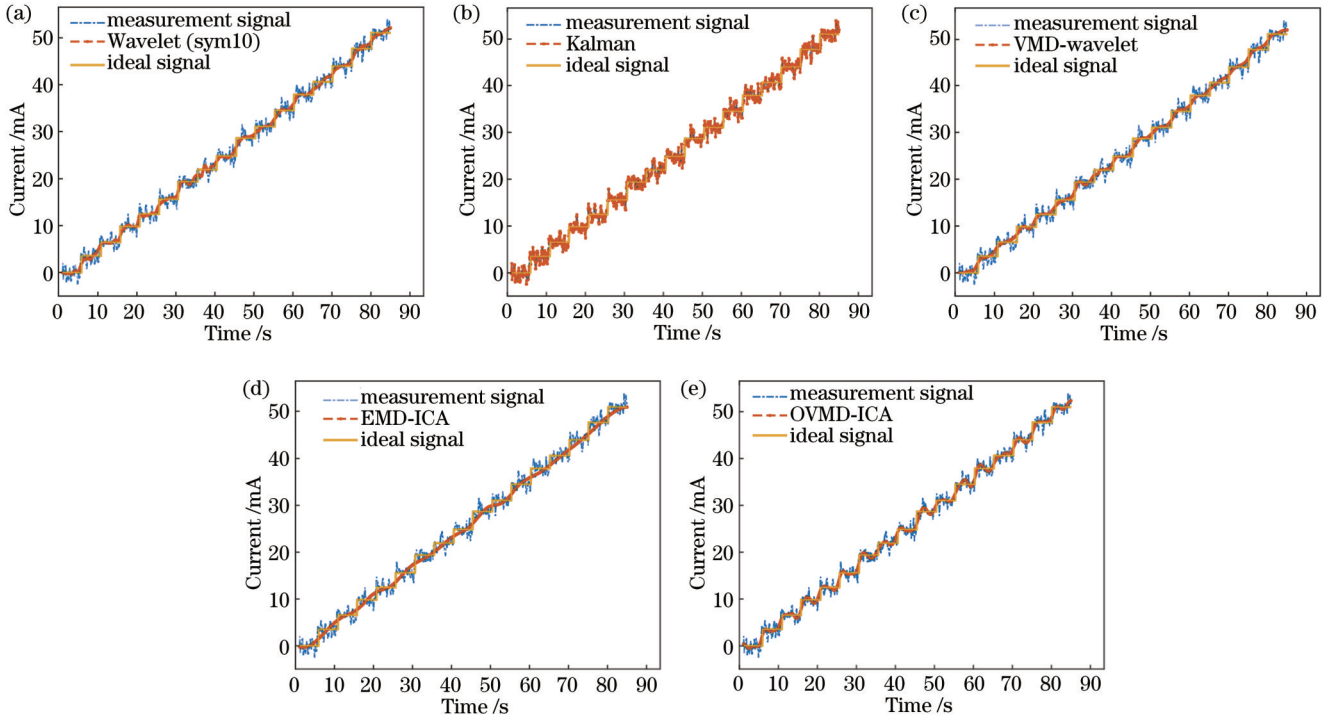 (a)
measurement signal
Wavelet (sym10)
ideal signal
50
40
30
20
10
0
Current /mA
0 10 20 30 40 50 60 70 80 90
Time /s
(b)
measurement signal
Kalman
ideal signal
50
40
30
20
10
0
Current /mA
0 10 20 30 40 50 60 70 80 90
Time /s
(c)
measurement signal
VMD-wavelet
ideal signal
50
40
30
20
10
0
Current /mA
0 10 20 30 40 50 60 70 80 90
Time /s
(d)
measurement signal
EMD-ICA
ideal signal
50
40
30
20
10
0
Current /mA
0 10 20 30 40 50 60 70 80 90
Time /s
(e)
measurement signal
OVMD-ICA
ideal signal
50
40
30
20
10
0
Current /mA
0 10 20 30 40 50 60 70 80 90
Time /s